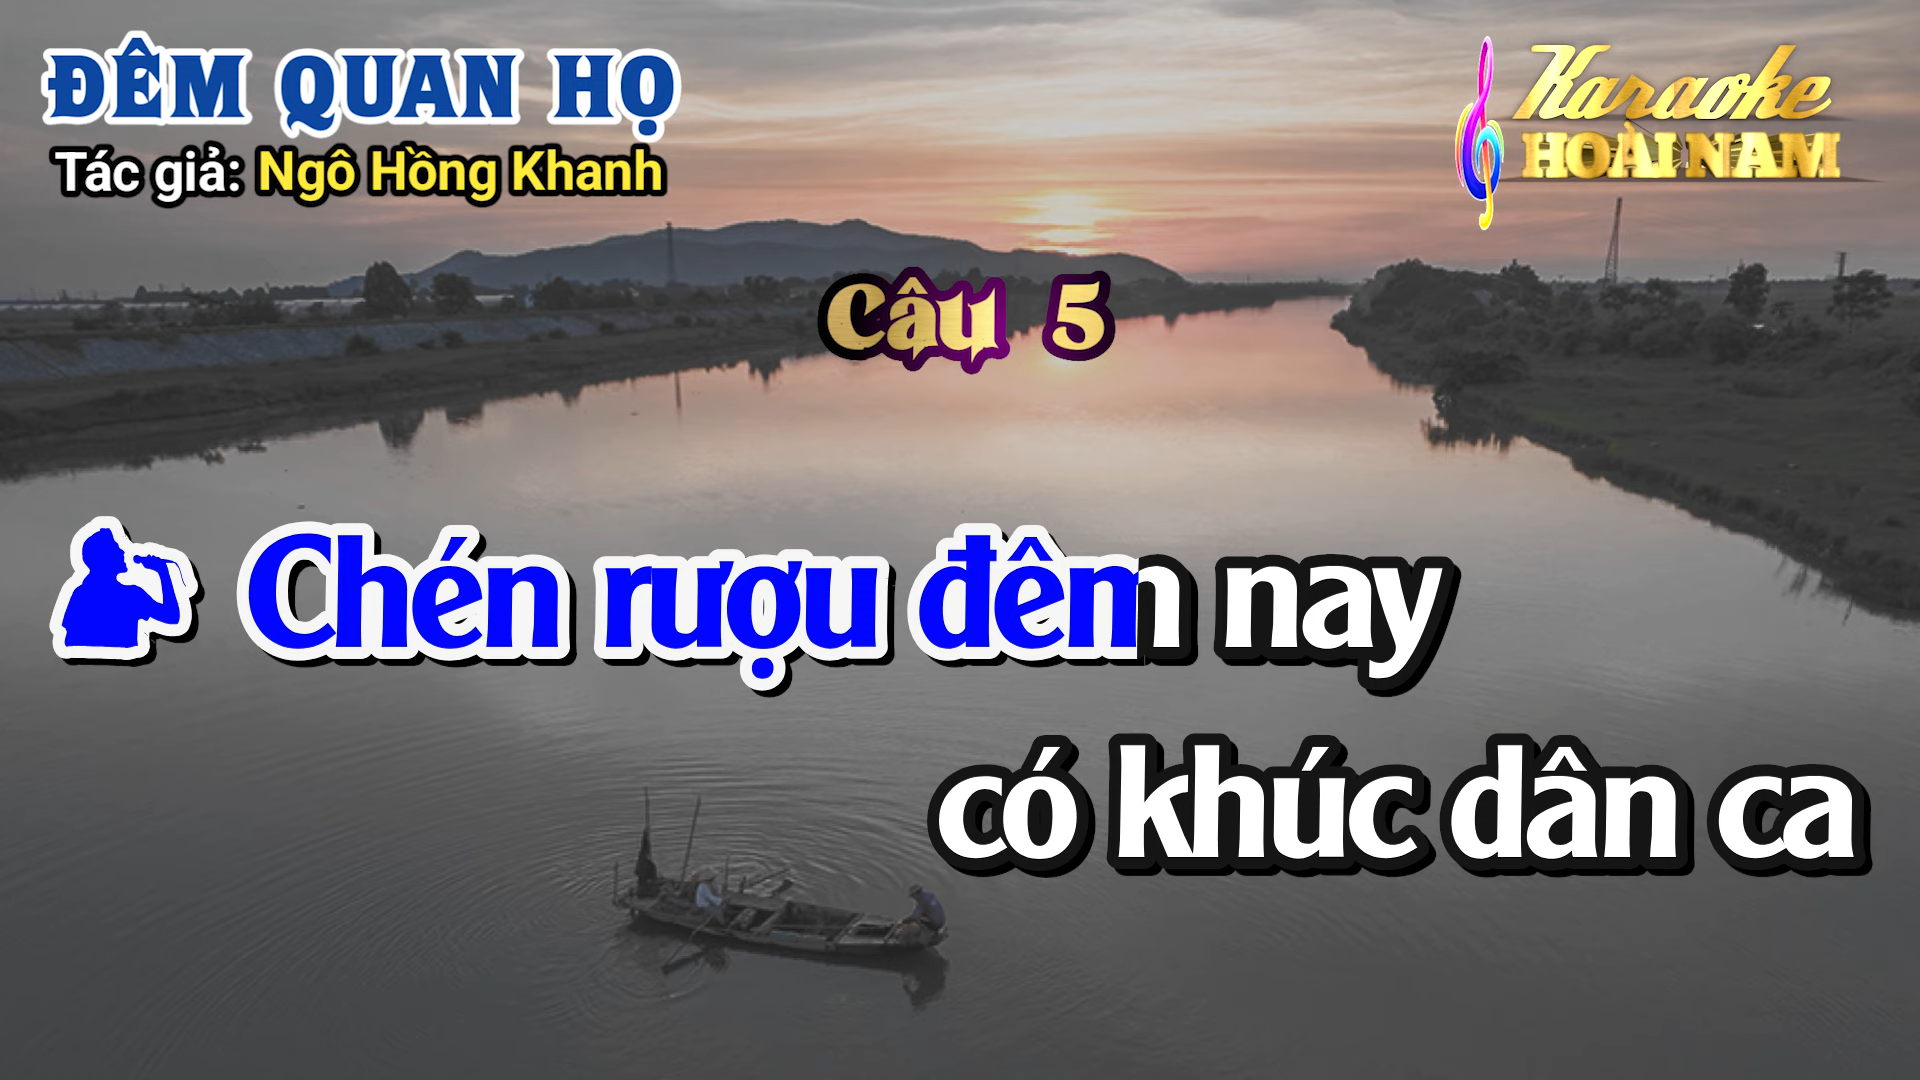 ĐÊM QUAN HỌ
Tác giả: Ngô Hồng Khanh
Karaoke
HOÀI NAM
Câu 5
Chén rượu đêm nay
có khúc dân ca